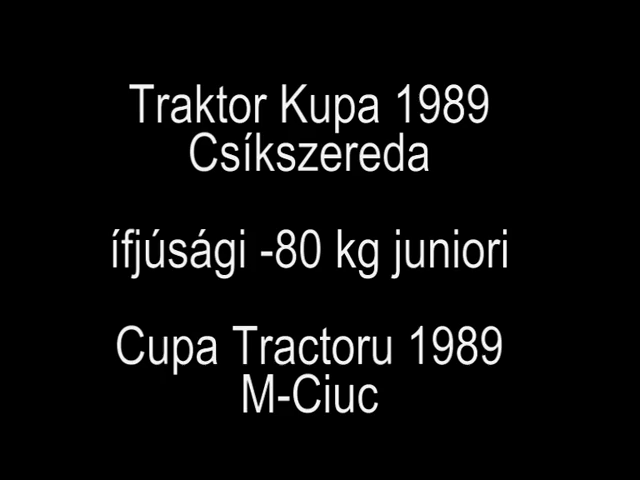 Traktor Kupa 1989
Csíkszereda
ífjúsági -80 kg juniori
Cupa Tractoru 1989
M-Ciuc